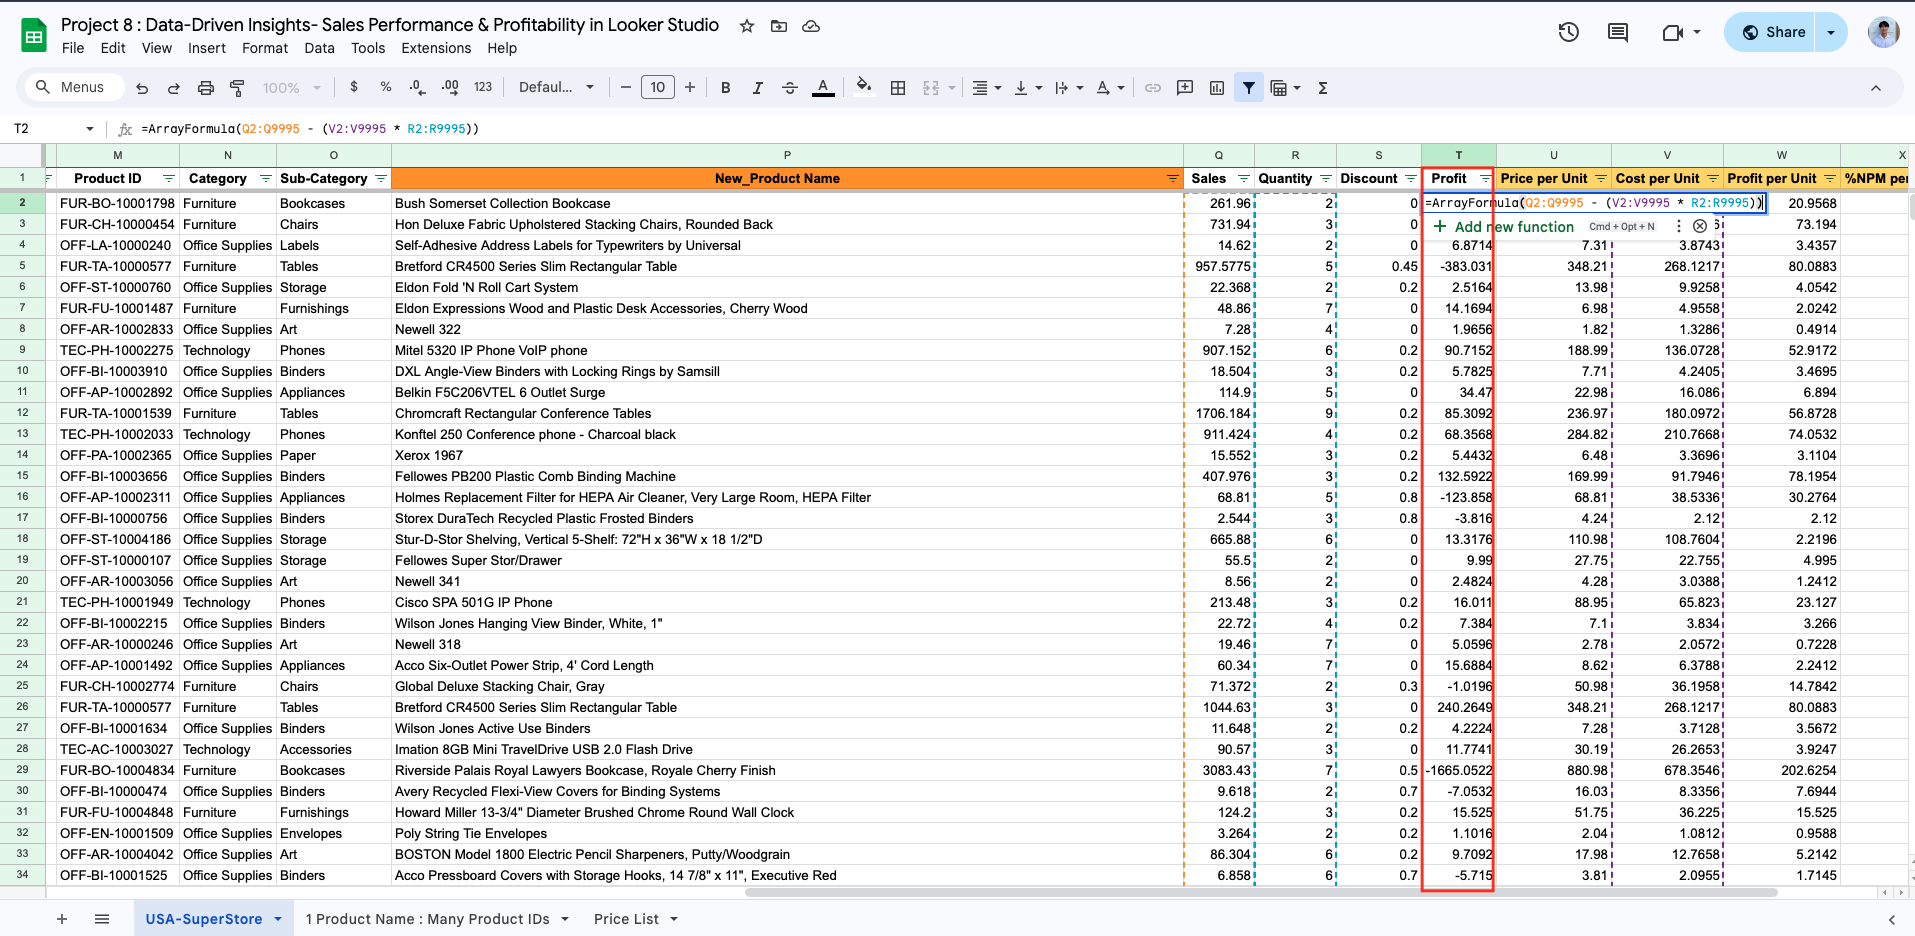 Project 8 : Data-Driven Insights- Sales Performance & Profitability in Looker Studio
File Edit View Insert Format Data Tools Extensions Help
Share
Menus 100% $ % .0 .00 123 Defaul... − 10 + B I A Σ
T2 fx =ArrayFormula(Q2:Q9995 - (V2:V9995 * R2:R9995))
M N O P Q R S T U V W X
1 Product ID Category Sub-Category New_Product Name Sales Quantity Discount Profit Price per Unit Cost per Unit Profit per Unit %NPM per
2 FUR-BO-10001798 Furniture Bookcases Bush Somerset Collection Bookcase 261.96 2 0 =ArrayFormula(Q2:Q9995 - (V2:V9995 * R2:R9995)) 20.9568
3 FUR-CH-10000454 Furniture Chairs Hon Deluxe Fabric Upholstered Stacking Chairs, Rounded Back 731.94 3 0 + Add new function Cmd + Opt + N 73.194
4 OFF-LA-10000240 Office Supplies Labels Self-Adhesive Address Labels for Typewriters by Universal 14.62 2 0 6.8714 7.31 3.8743 3.4357
5 FUR-TA-10000577 Furniture Tables Bretford CR4500 Series Slim Rectangular Table 957.5775 5 0.45 -383.031 348.21 268.1217 80.0883
6 OFF-ST-10000760 Office Supplies Storage Eldon Fold 'N Roll Cart System 22.368 2 0.2 2.5164 13.98 9.9258 4.0542
7 FUR-FU-10001487 Furniture Furnishings Eldon Expressions Wood and Plastic Desk Accessories, Cherry Wood 48.86 7 0 14.1694 6.98 4.9558 2.0242
8 OFF-AR-10002833 Office Supplies Art Newell 322 7.28 4 0 1.9656 1.82 1.3286 0.4914
9 TEC-PH-10002275 Technology Phones Mitel 5320 IP Phone VoIP phone 907.152 6 0.2 90.7152 188.99 136.0728 52.9172
10 OFF-BI-10003910 Office Supplies Binders DXL Angle-View Binders with Locking Rings by Samsill 18.504 3 0.2 5.7825 7.71 4.2405 3.4695
11 OFF-AP-10002892 Office Supplies Appliances Belkin F5C206VTEL 6 Outlet Surge 114.9 5 0 34.47 22.98 16.086 6.894
12 FUR-TA-10001539 Furniture Tables Chromcraft Rectangular Conference Tables 1706.184 9 0.2 85.3092 236.97 180.0972 56.8728
13 TEC-PH-10002033 Technology Phones Konftel 250 Conference phone - Charcoal black 911.424 4 0.2 68.3568 284.82 210.7668 74.0532
14 OFF-PA-10002365 Office Supplies Paper Xerox 1967 15.552 3 0.2 5.4432 6.48 3.3696 3.1104
15 OFF-BI-10003656 Office Supplies Binders Fellowes PB200 Plastic Comb Binding Machine 407.976 3 0.2 132.5922 169.99 91.7946 78.1954
16 OFF-AP-10002311 Office Supplies Appliances Holmes Replacement Filter for HEPA Air Cleaner, Very Large Room, HEPA Filter 68.81 5 0.8 -123.858 68.81 38.5336 30.2764
17 OFF-BI-10000756 Office Supplies Binders Storex DuraTech Recycled Plastic Frosted Binders 2.544 3 0.8 -3.816 4.24 2.12 2.12
18 OFF-ST-10004186 Office Supplies Storage Stur-D-Stor Shelving, Vertical 5-Shelf: 72"H x 36"W x 18 1/2"D 665.88 6 0 13.3176 110.98 108.7604 2.2196
19 OFF-ST-10000107 Office Supplies Storage Fellowes Super Stor/Drawer 55.5 2 0 9.99 27.75 22.755 4.995
20 OFF-AR-10003056 Office Supplies Art Newell 341 8.56 2 0 2.4824 4.28 3.0388 1.2412
21 TEC-PH-10001949 Technology Phones Cisco SPA 501G IP Phone 213.48 3 0.2 16.011 88.95 65.823 23.127
22 OFF-BI-10002215 Office Supplies Binders Wilson Jones Hanging View Binder, White, 1" 22.72 4 0.2 7.384 7.1 3.834 3.266
23 OFF-AR-10000246 Office Supplies Art Newell 318 19.46 7 0 5.0596 2.78 2.0572 0.7228
24 OFF-AP-10001492 Office Supplies Appliances Acco Six-Outlet Power Strip, 4' Cord Length 60.34 7 0 15.6884 8.62 6.3788 2.2412
25 FUR-CH-10002774 Furniture Chairs Global Deluxe Stacking Chair, Gray 71.372 2 0.3 -1.0196 50.98 36.1958 14.7842
26 FUR-TA-10000577 Furniture Tables Bretford CR4500 Series Slim Rectangular Table 1044.63 3 0 240.2649 348.21 268.1217 80.0883
27 OFF-BI-10001634 Office Supplies Binders Wilson Jones Active Use Binders 11.648 2 0.2 4.2224 7.28 3.7128 3.5672
28 TEC-AC-10003027 Technology Accessories Imation 8GB Mini TravelDrive USB 2.0 Flash Drive 90.57 3 0 11.7741 30.19 26.2653 3.9247
29 FUR-BO-10004834 Furniture Bookcases Riverside Palais Royal Lawyers Bookcase, Royale Cherry Finish 3083.43 7 0.5 -1665.0522 880.98 678.3546 202.6254
30 OFF-BI-10000474 Office Supplies Binders Avery Recycled Flexi-View Covers for Binding Systems 9.618 2 0.7 -7.0532 16.03 8.3356 7.6944
31 FUR-FU-10004848 Furniture Furnishings Howard Miller 13-3/4" Diameter Brushed Chrome Round Wall Clock 124.2 3 0.2 15.525 51.75 36.225 15.525
32 OFF-EN-10001509 Office Supplies Envelopes Poly String Tie Envelopes 3.264 2 0.2 1.1016 2.04 1.0812 0.9588
33 OFF-AR-10004042 Office Supplies Art BOSTON Model 1800 Electric Pencil Sharpeners, Putty/Woodgrain 86.304 6 0.2 9.7092 17.98 12.7658 5.2142
34 OFF-BI-10001525 Office Supplies Binders Acco Pressboard Covers with Storage Hooks, 14 7/8" x 11", Executive Red 6.858 6 0.7 -5.715 3.81 2.0955 1.7145
USA-SuperStore 1 Product Name : Many Product IDs Price List